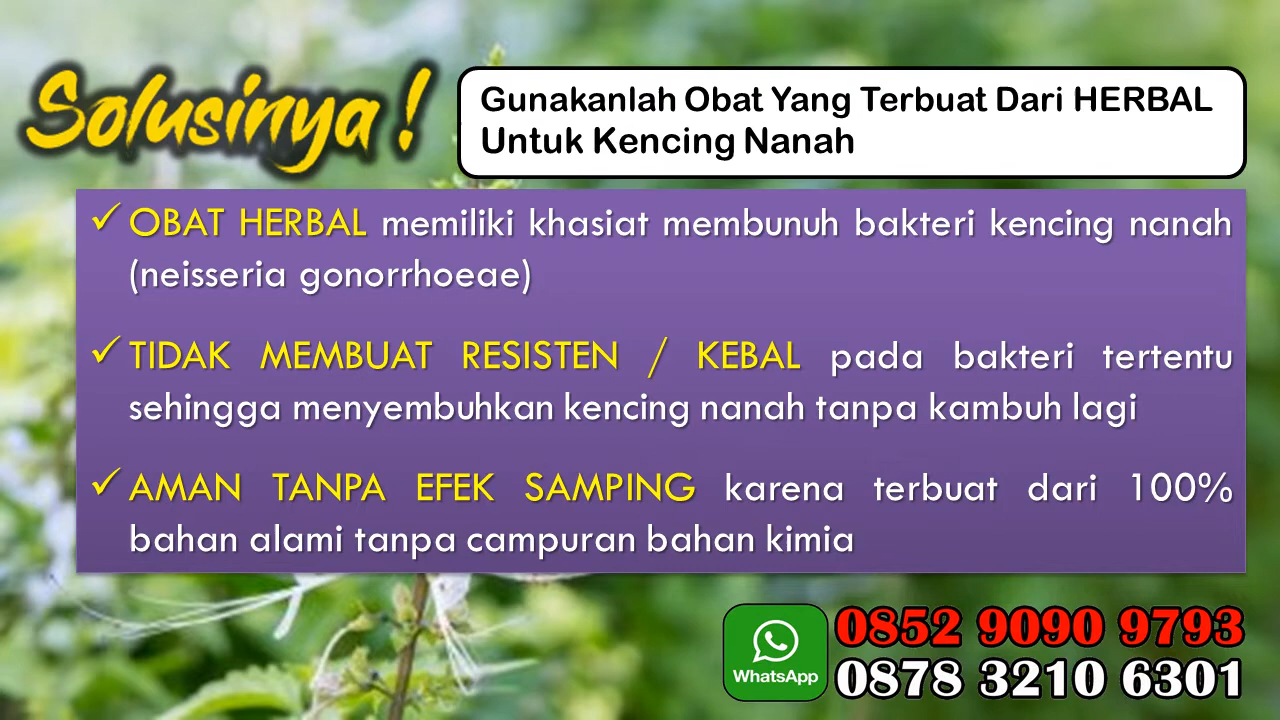 Solusinya !
Gunakanlah Obat Yang Terbuat Dari HERBAL
Untuk Kencing Nanah
✓ OBAT HERBAL memiliki khasiat membunuh bakteri kencing nanah
(neisseria gonorrhoeae)
✓ TIDAK MEMBUAT RESISTEN / KEBAL pada bakteri tertentu
sehingga menyembuhkan kencing nanah tanpa kambuh lagi
✓ AMAN TANPA EFEK SAMPING karena terbuat dari 100%
bahan alami tanpa campuran bahan kimia
0852 9090 9793
WhatsApp
0878 3210 6301